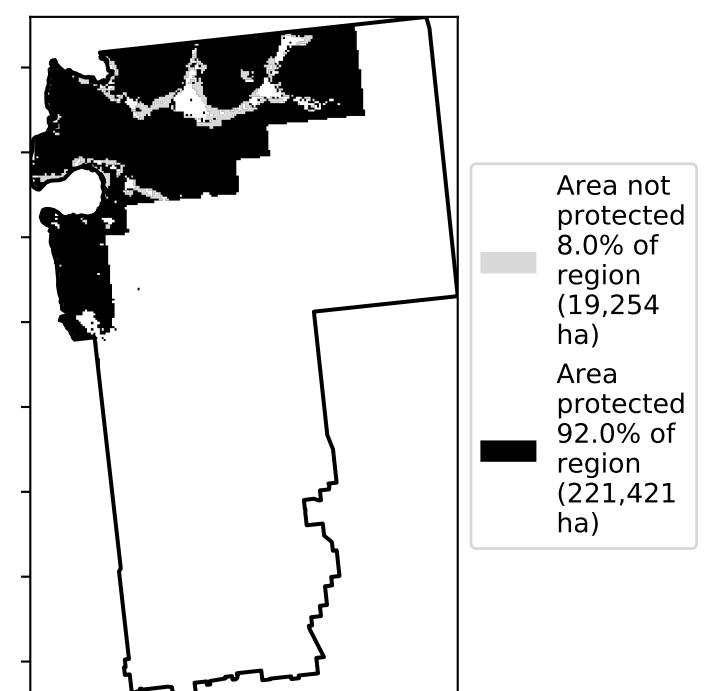 Area not
protected
8.0% of
region
(19,254
ha)
Area
protected
92.0% of
region
(221,421
ha)